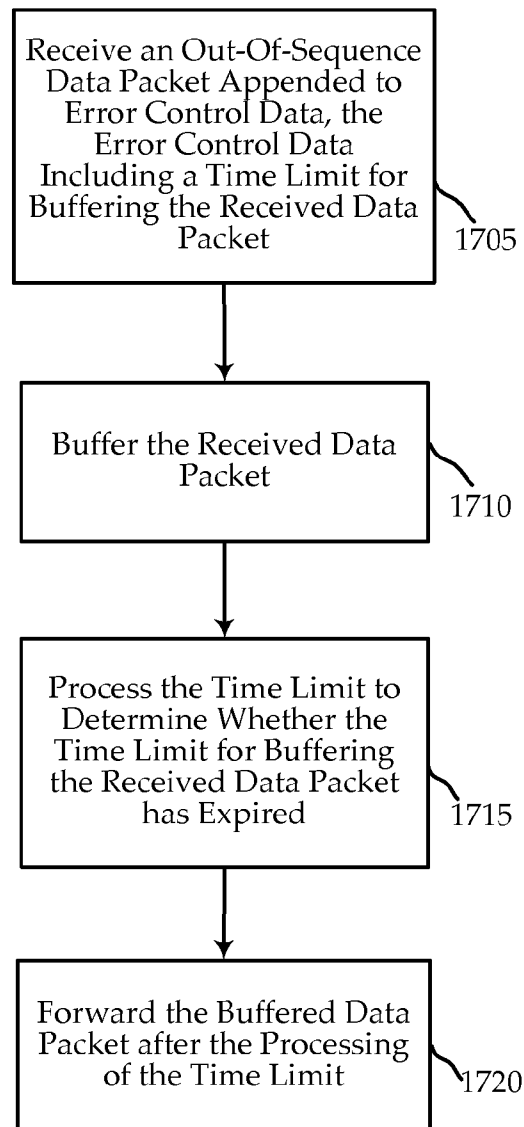 Receive an Out-Of-Sequence
Data Packet Appended to
Error Control Data, the
Error Control Data
Including a Time Limit for
Buffering the Received Data
Packet
1705
Buffer the Received Data
Packet
1710
Process the Time Limit to
Determine Whether the
Time Limit for Buffering
the Received Data Packet
has Expired
1715
Forward the Buffered Data
Packet after the Processing
of the Time Limit
1720